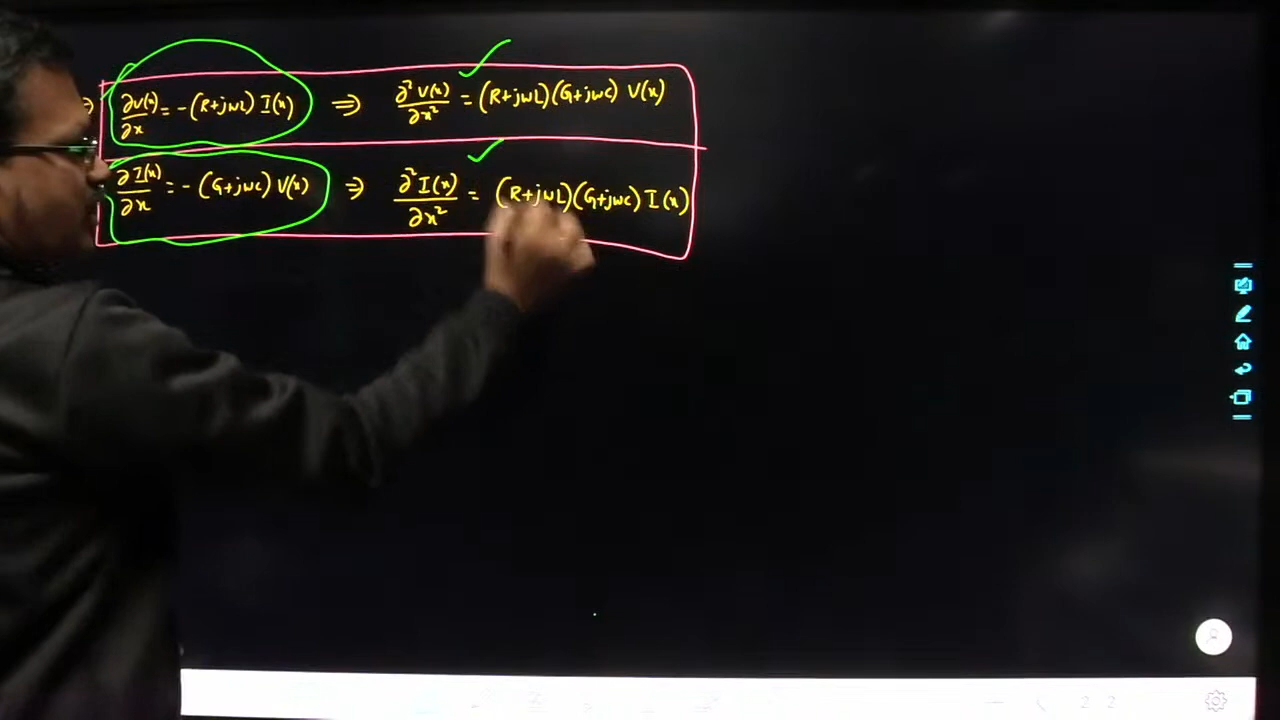 ⇒ ∂V(x)/∂x = -(R+jωL) I(x) ⇒ ∂²V(x)/∂x² = (R+jωL)(G+jωC) V(x)
∂I(x)/∂x = -(G+jωC) V(x) ⇒ ∂²I(x)/∂x² = (R+jωL)(G+jωC) I(x)